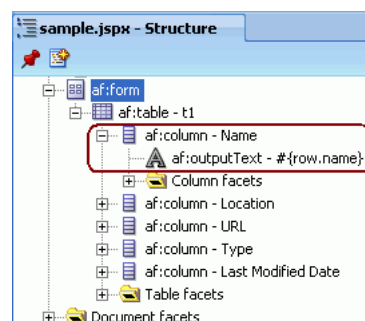 sample.jspx - Structure
af:form
af:table - t1
af:column - Name
af:outputText - #{row.name}
Column facets
af:column - Location
af:column - URL
af:column - Type
af:column - Last Modified Date
Table facets
Document facets